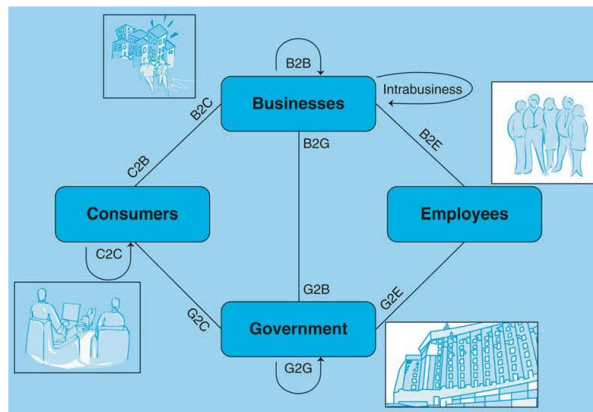 B2B
Businesses
Intrabusiness
B2C
B2G
B2E
C2B
Consumers
Employees
C2C
G2C
G2B
G2E
Government
G2G